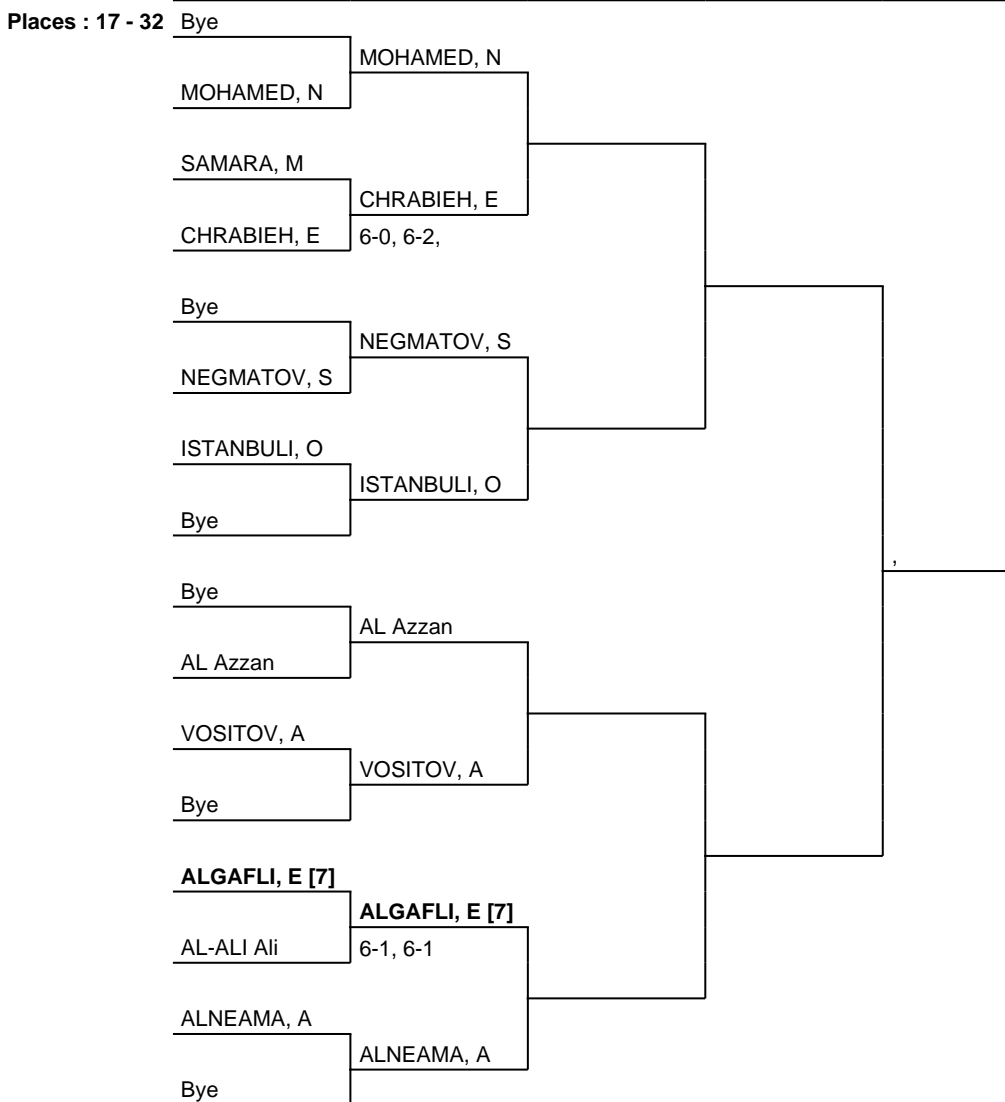 Places : 17 - 32 Bye
MOHAMED, N
MOHAMED, N
SAMARA, M
CHRABIEH, E
CHRABIEH, E 6-0, 6-2,
Bye
NEGMATOV, S
NEGMATOV, S
ISTANBULI, O
ISTANBULI, O
Bye
,
Bye
AL Azzan
AL Azzan
VOSITOV, A
VOSITOV, A
Bye
ALGAFLI, E [7]
ALGAFLI, E [7]
AL-ALI Ali 6-1, 6-1
ALNEAMA, A
ALNEAMA, A
Bye